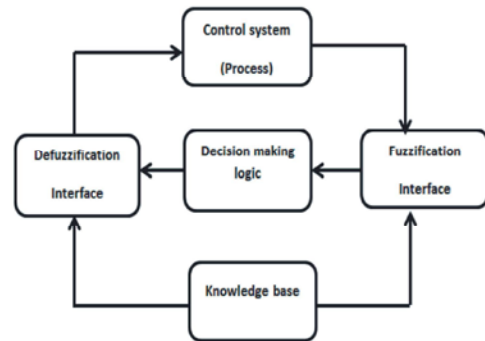 Control system
(Process)
Defuzzification
Interface
Decision making
logic
Fuzzification
Interface
Knowledge base